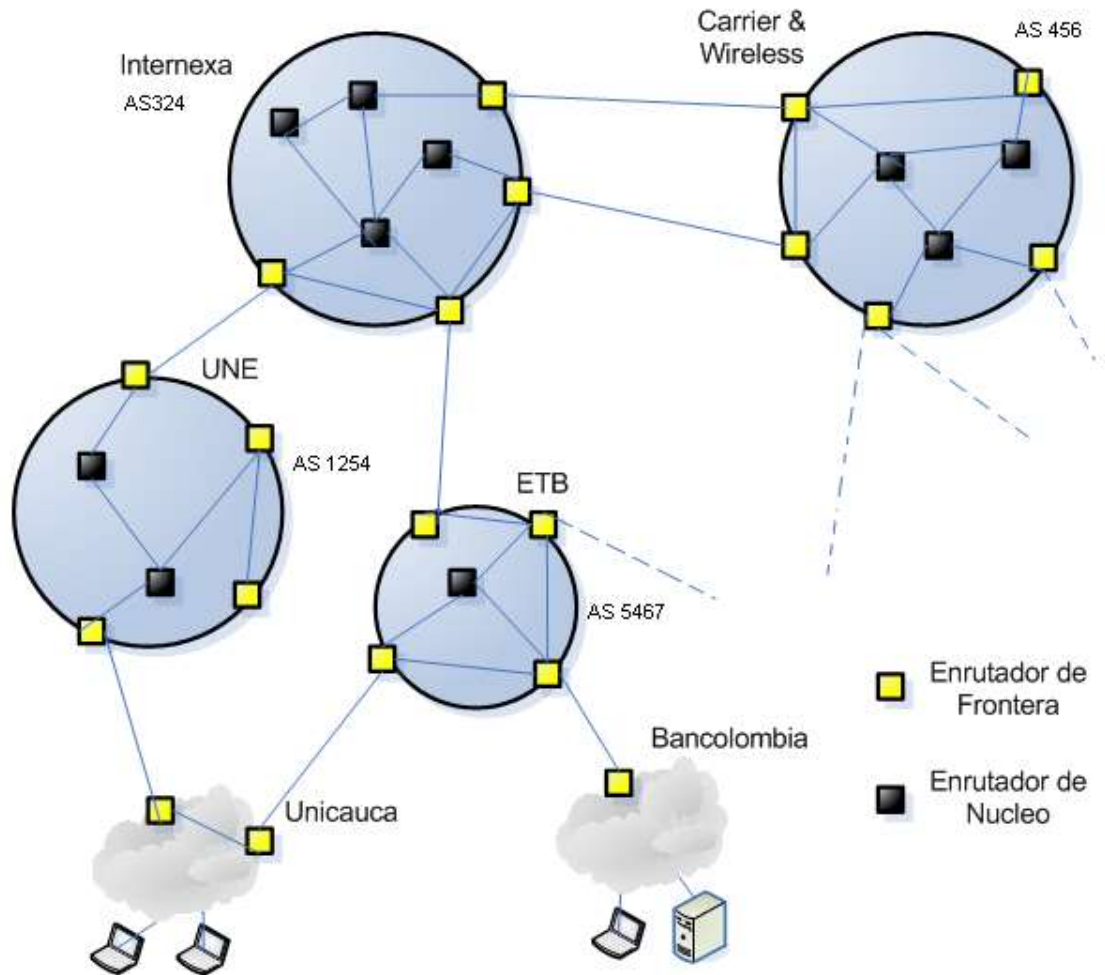 Internexa
AS324
Carrier &
Wireless
AS 456
UNE
AS 1254
ETB
AS 5467
Unicauca
Bancolombia
Enrutador de
Frontera
Enrutador de
Nucleo